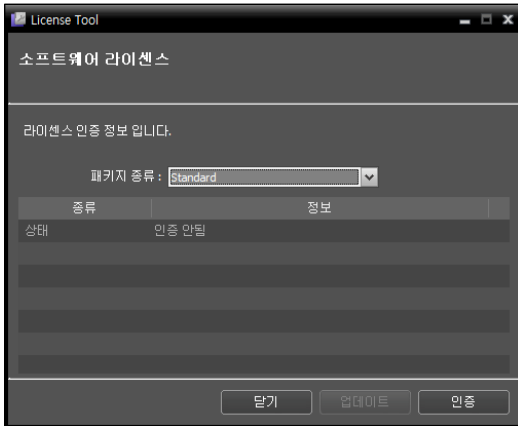 License Tool
소프트웨어 라이센스
라이센스 인증 정보 입니다.
패키지 종류 : Standard
종류 정보
상태 인증 안됨
닫기 업데이트 인증